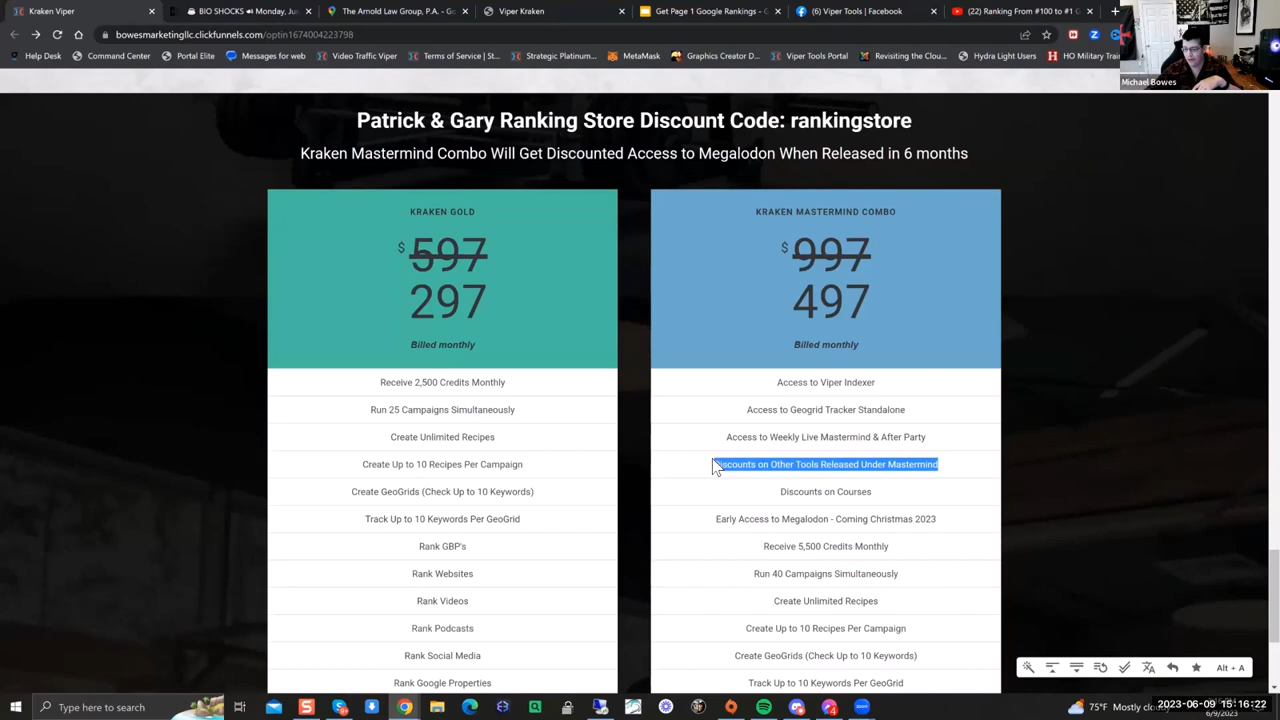 Kraken Viper
BIO SHOCKS
Monday, Ju
The Arnold Law Group, P.A. - Go
Viper Kraken
Get Page 1 Google Rankings -
(6) Viper Tools | Facebook
(22) Ranking From #100 to #1
bowesmarketingllc.clickfunnels.com/optin1674004223798
Help Desk
Command Center
Portal Elite
Messages for web
Video Traffic Viper
Terms of Service | St...
Strategic Platinum...
MetaMask
Viper Tools Portal
Revisiting the Clou...
Hydra Light Users
HO Military Train
Michael Bowes
Patrick & Gary Ranking Store Discount Code: rankingstore
Kraken Mastermind Combo Will Get Discounted Access to Megalodon When Released in 6 months
KRAKEN GOLD
$ 597
297
Billed monthly
Receive 2,500 Credits Monthly
Run 25 Campaigns Simultaneously
Create Unlimited Recipes
Create Up to 10 Recipes Per Campaign
Create GeoGrids (Check Up to 10 Keywords)
Track Up to 10 Keywords Per GeoGrid
Rank GBP's
Rank Websites
Rank Videos
Rank Podcasts
Rank Social Media
Rank Google Properties
KRAKEN MASTERMIND COMBO
$ 997
497
Billed monthly
Access to Viper Indexer
Access to Geogrid Tracker Standalone
Access to Weekly Live Mastermind & After Party
Discounts on Other Tools Released Under Mastermind
Discounts on Courses
Early Access to Megalodon - Coming Christmas 2023
Receive 5,500 Credits Monthly
Run 40 Campaigns Simultaneously
Create Unlimited Recipes
Create Up to 10 Recipes Per Campaign
Create GeoGrids (Check Up to 10 Keywords)
Track Up to 10 Keywords Per GeoGrid
Alt + A
Type here to search
75°F Mostly
2023-06-09 15:16:22
6/9/2023